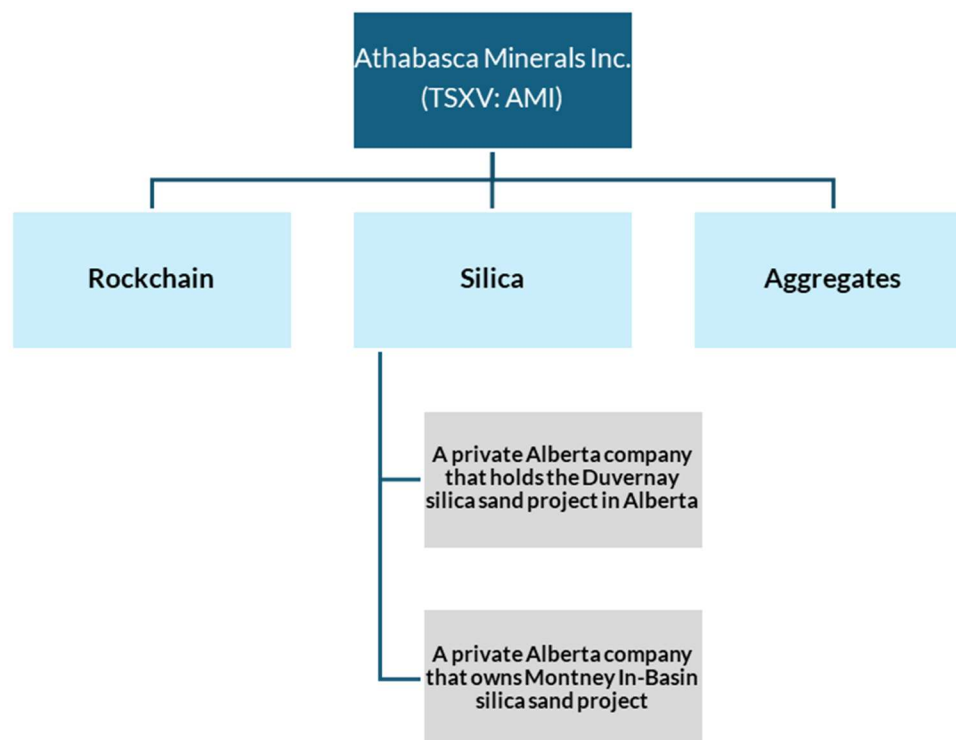 Athabasca Minerals Inc.
(TSXV: AMI)
Rockchain
Silica
Aggregates
A private Alberta company
that holds the Duvernay
silica sand project in Alberta
A private Alberta company
that owns Montney In-Basin
silica sand project